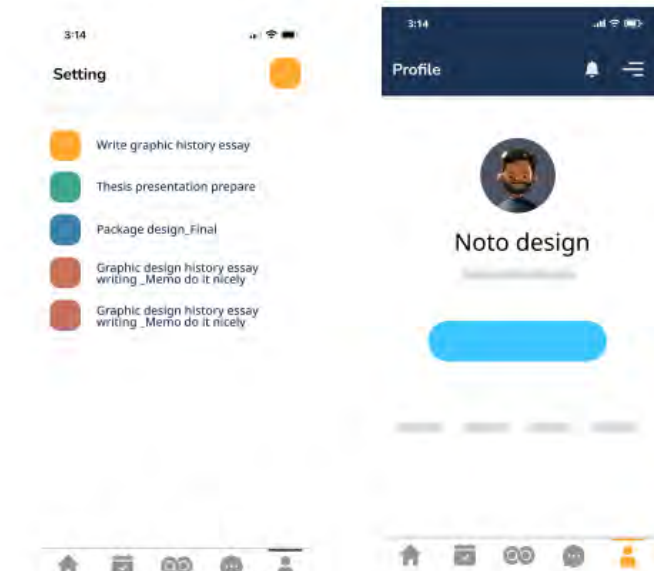 3:14
Setting
Write graphic history essay
Thesis presentation prepare
Package design_Final
Graphic design history essay
writing _Memo do it nicely
Graphic design history essay
writing _Memo do it nicely
3:14
Profile
Noto design